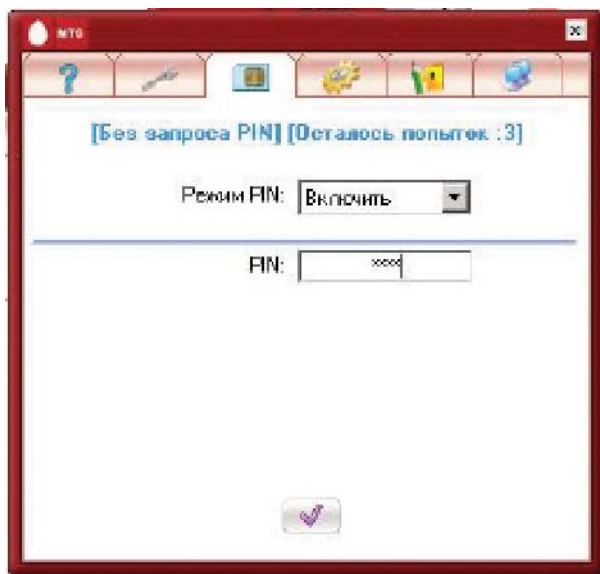 МТС
[Без запроса PIN] [Осталось попыток :3]
Режим PIN: Включить
PIN: ****